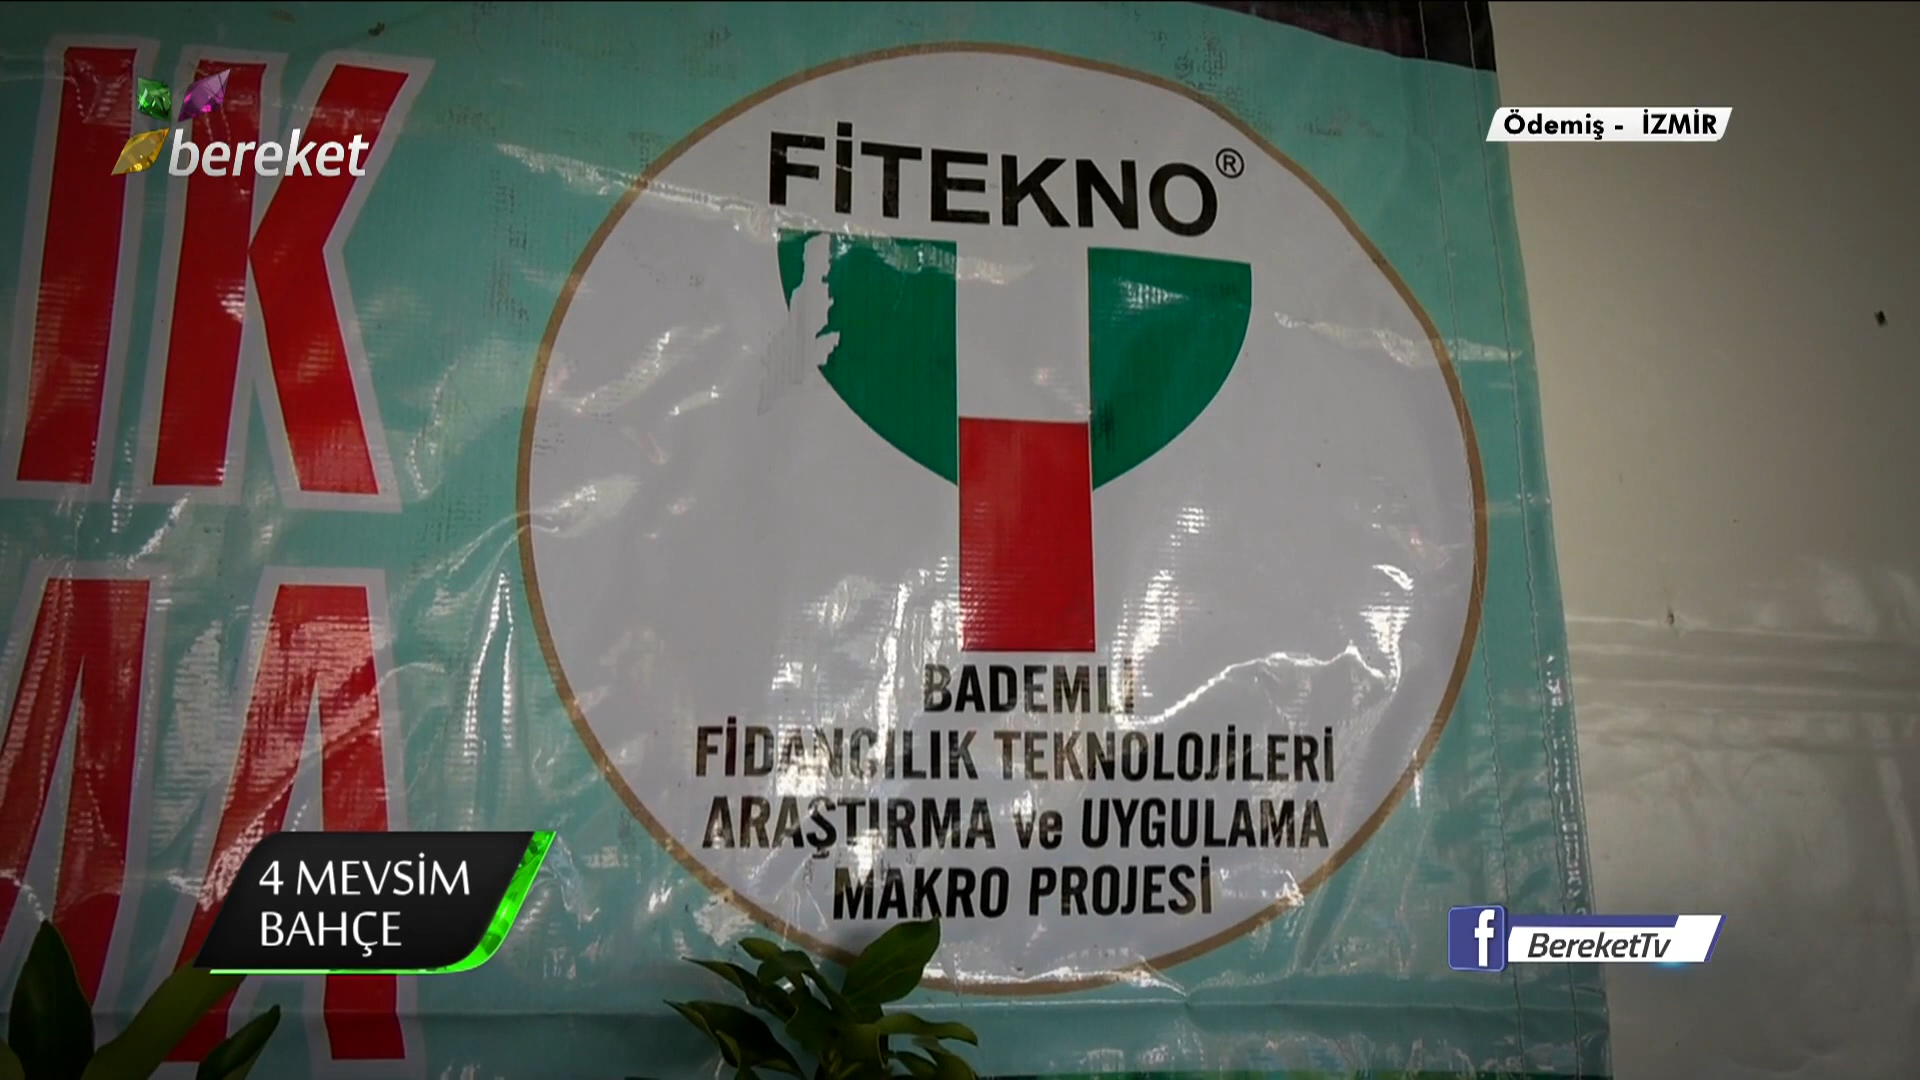 bereket
Ödemiş - İZMİR
İK
FİTEKNO®
BADEMLİ
FİDANCILIK TEKNOLOJİLERİ
ARAŞTIRMA ve UYGULAMA
MAKRO PROJESİ
4 MEVSİM
BAHÇE
f BereketTv